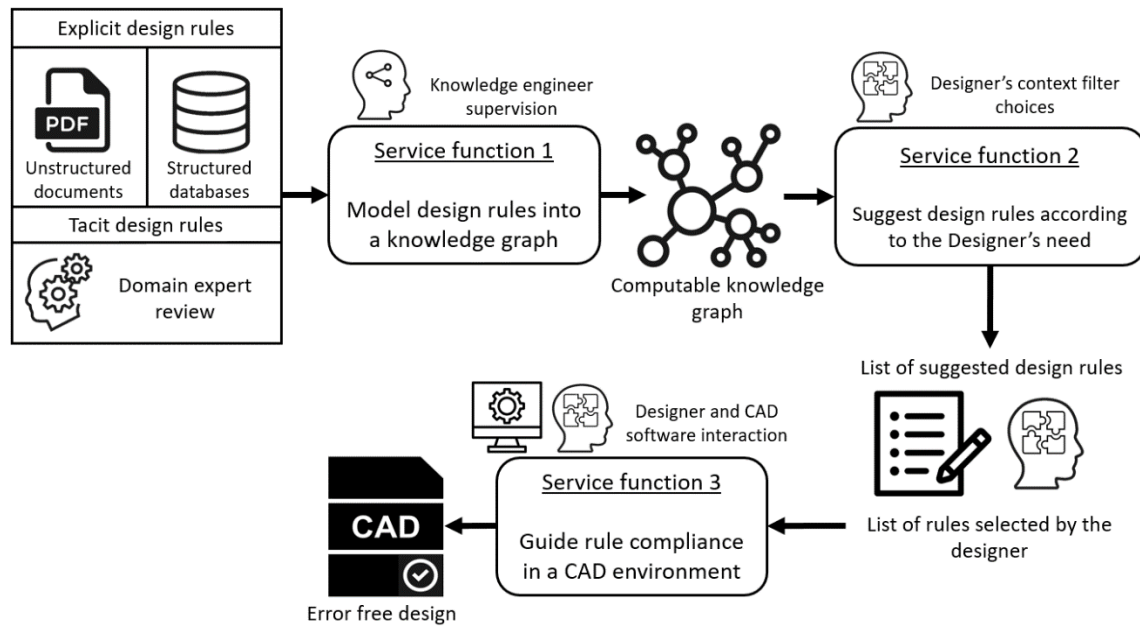 Explicit design rules
PDF
Unstructured
documents
Structured
databases
Tacit design rules
Domain expert
review
Knowledge engineer
supervision
Service function 1
Model design rules into
a knowledge graph
Computable knowledge
graph
Designer’s context filter
choices
Service function 2
Suggest design rules according
to the Designer’s need
List of suggested design rules
List of rules selected by the
designer
Designer and CAD
software interaction
Service function 3
Guide rule compliance
in a CAD environment
CAD
Error free design